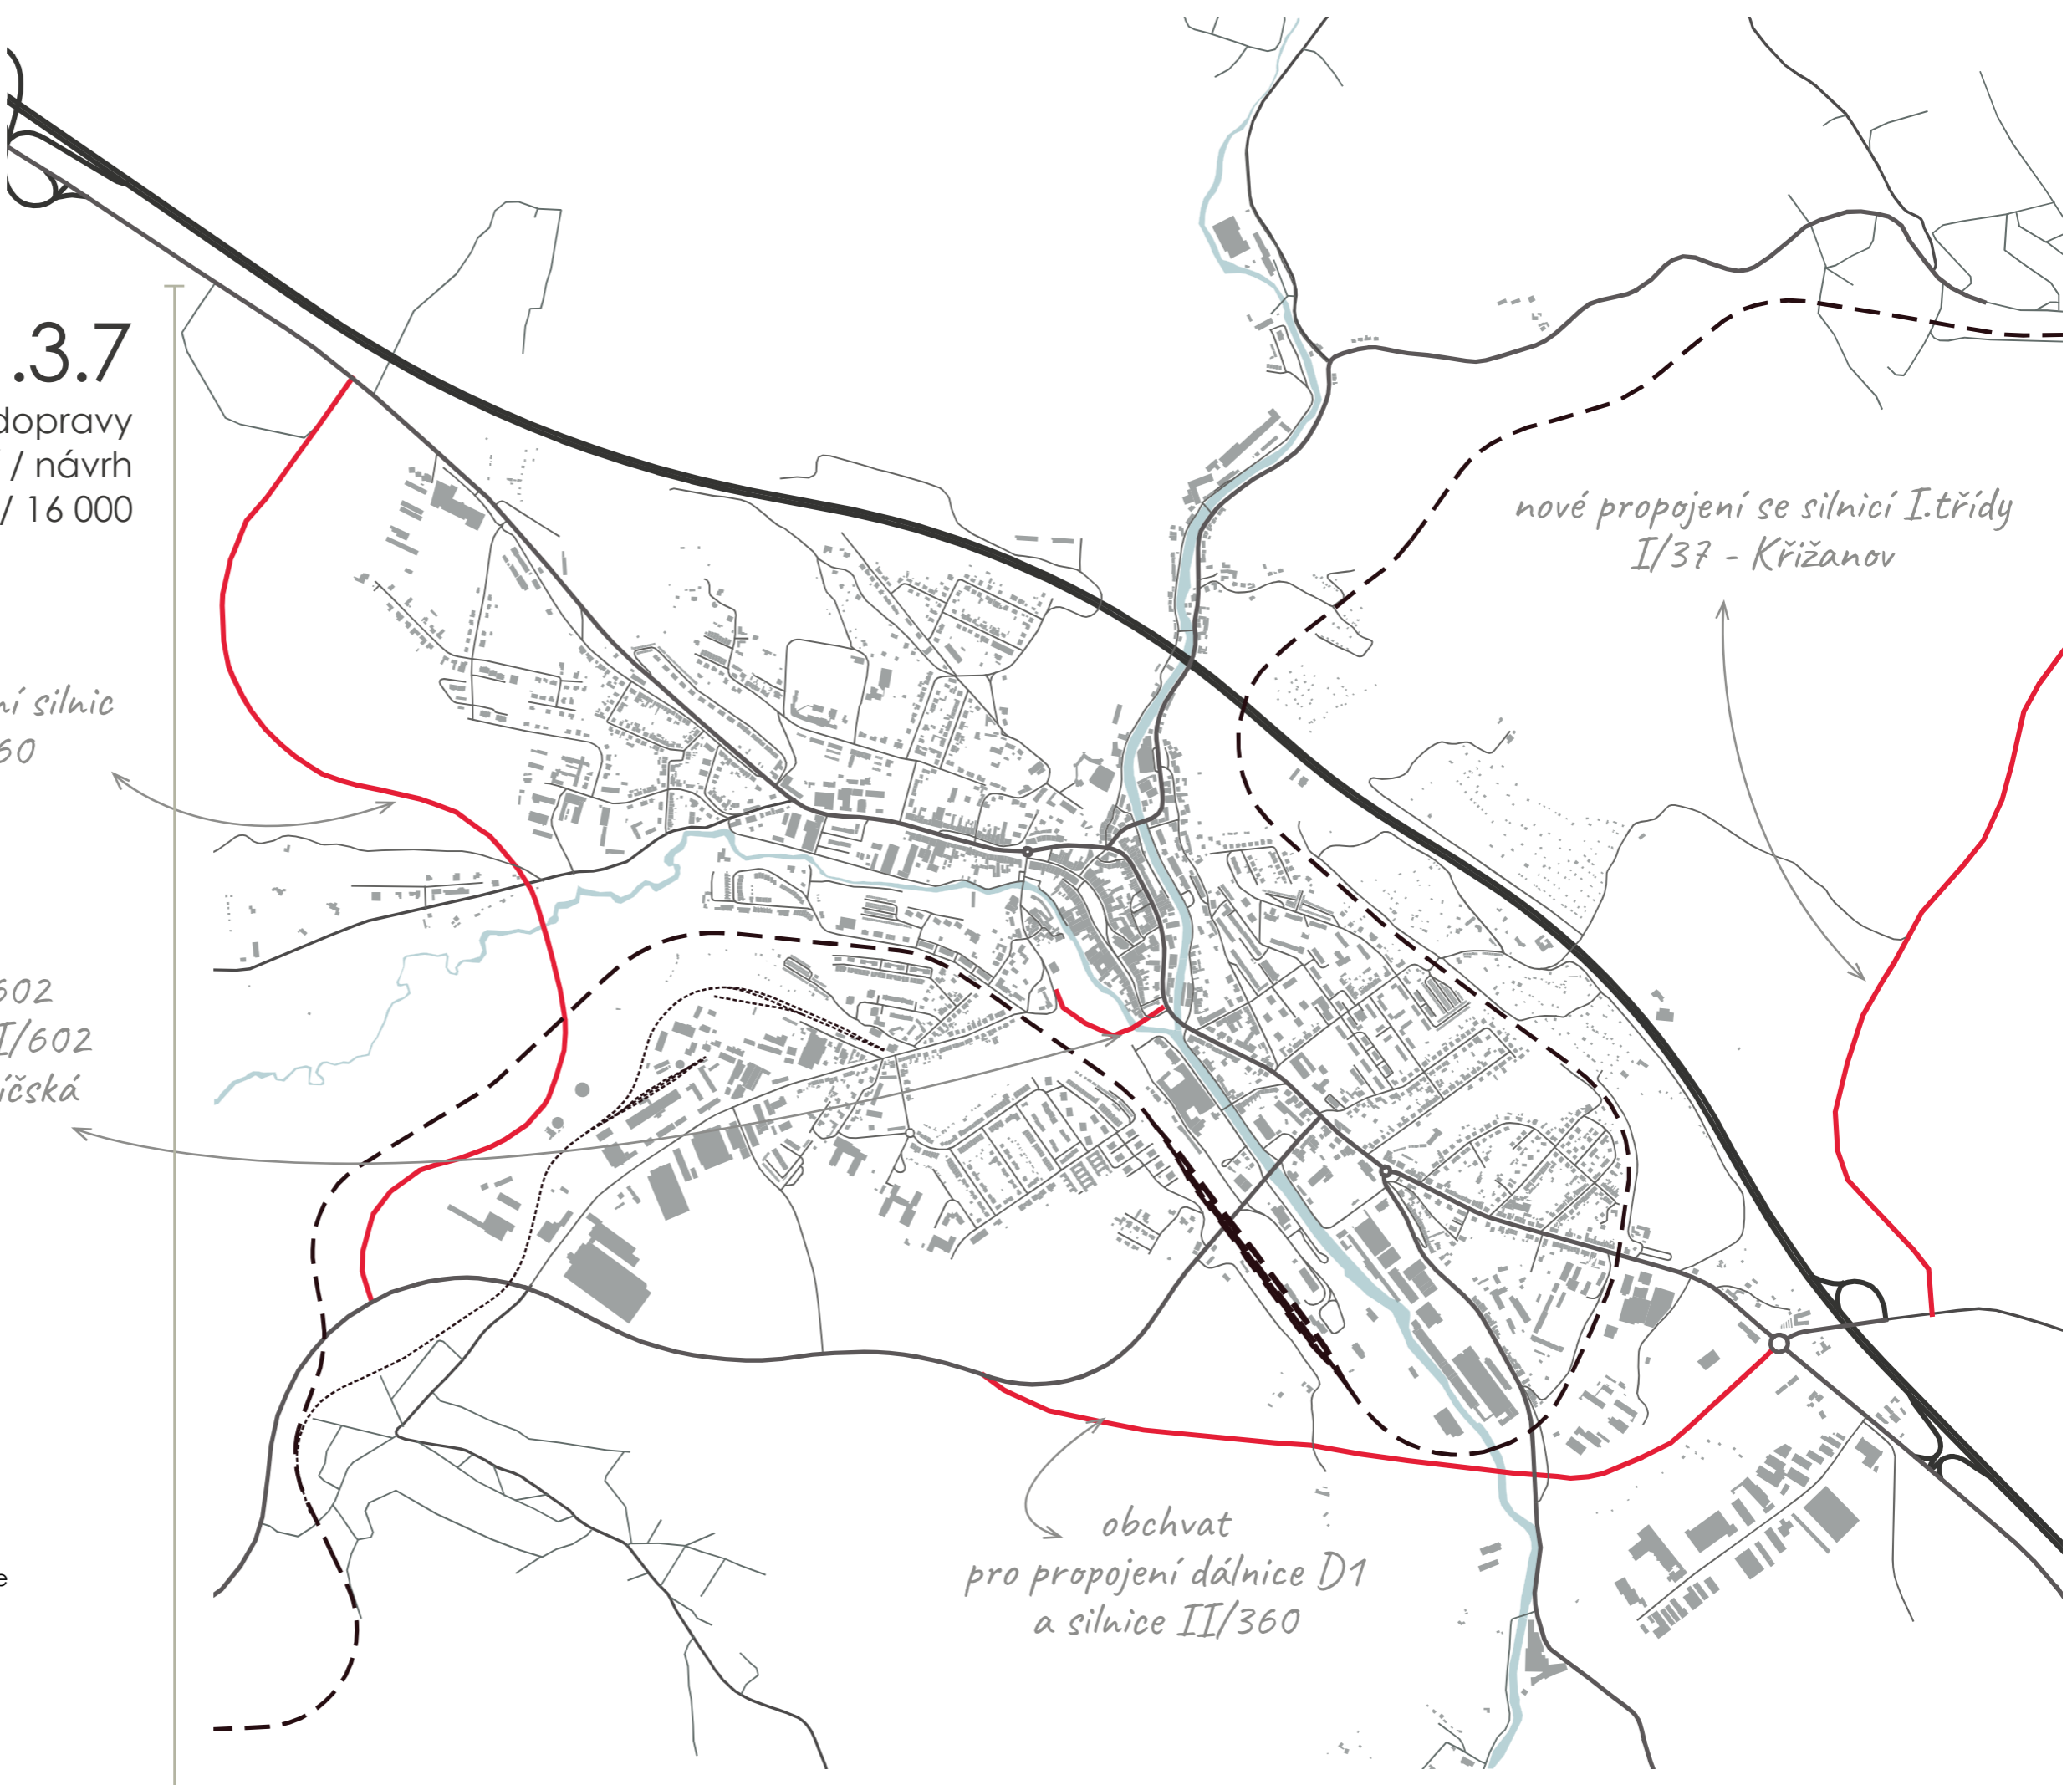 .3.7
dopravy
/ návrh
/ 16 000
nové propojení se silnicí I.třídy
I/37 - Křižanov
ní silnic
60
602
I/602
íčská
obchvat
pro propojení dálnice D1
a silnice II/360
e